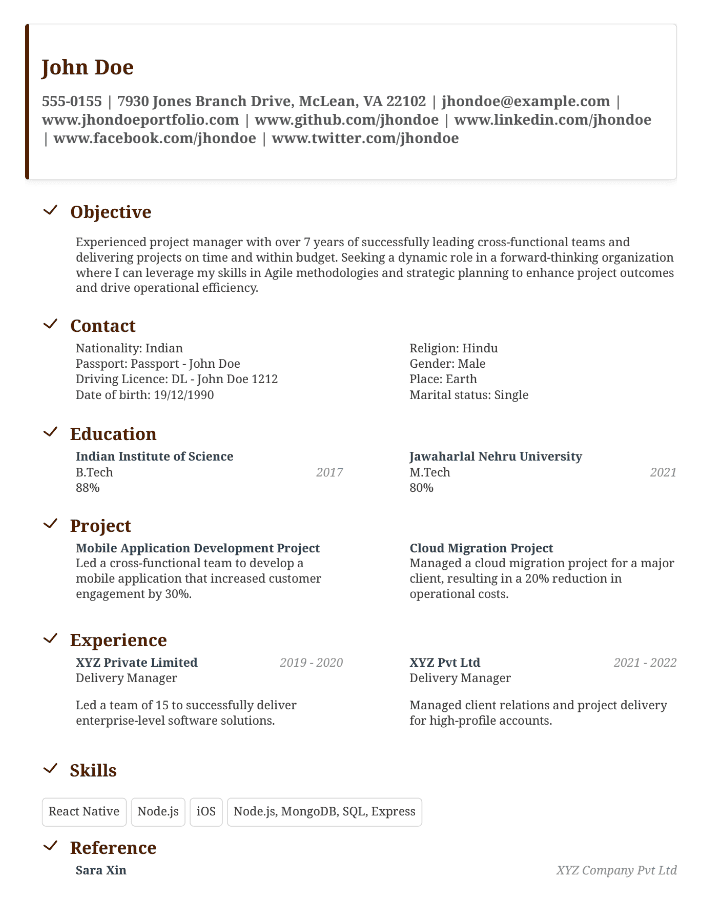 John Doe
555-0155 | 7930 Jones Branch Drive, McLean, VA 22102 | jhondoe@example.com |
www.jhondoeportfolio.com | www.github.com/jhondoe | www.linkedin.com/jhondoe
| www.facebook.com/jhondoe | www.twitter.com/jhondoe
Objective
Experienced project manager with over 7 years of successfully leading cross-functional teams and
delivering projects on time and within budget. Seeking a dynamic role in a forward-thinking organization
where I can leverage my skills in Agile methodologies and strategic planning to enhance project outcomes
and drive operational efficiency.
Contact
Nationality: Indian
Passport: Passport - John Doe
Driving Licence: DL - John Doe 1212
Date of birth: 19/12/1990
Religion: Hindu
Gender: Male
Place: Earth
Marital status: Single
Education
Indian Institute of Science
B.Tech 2017
88%
Jawaharlal Nehru University
M.Tech 2021
80%
Project
Mobile Application Development Project
Led a cross-functional team to develop a
mobile application that increased customer
engagement by 30%.
Cloud Migration Project
Managed a cloud migration project for a major
client, resulting in a 20% reduction in
operational costs.
Experience
XYZ Private Limited 2019 - 2020
Delivery Manager
Led a team of 15 to successfully deliver
enterprise-level software solutions.
XYZ Pvt Ltd 2021 - 2022
Delivery Manager
Managed client relations and project delivery
for high-profile accounts.
Skills
React Native Node.js iOS Node.js, MongoDB, SQL, Express
Reference
Sara Xin XYZ Company Pvt Ltd